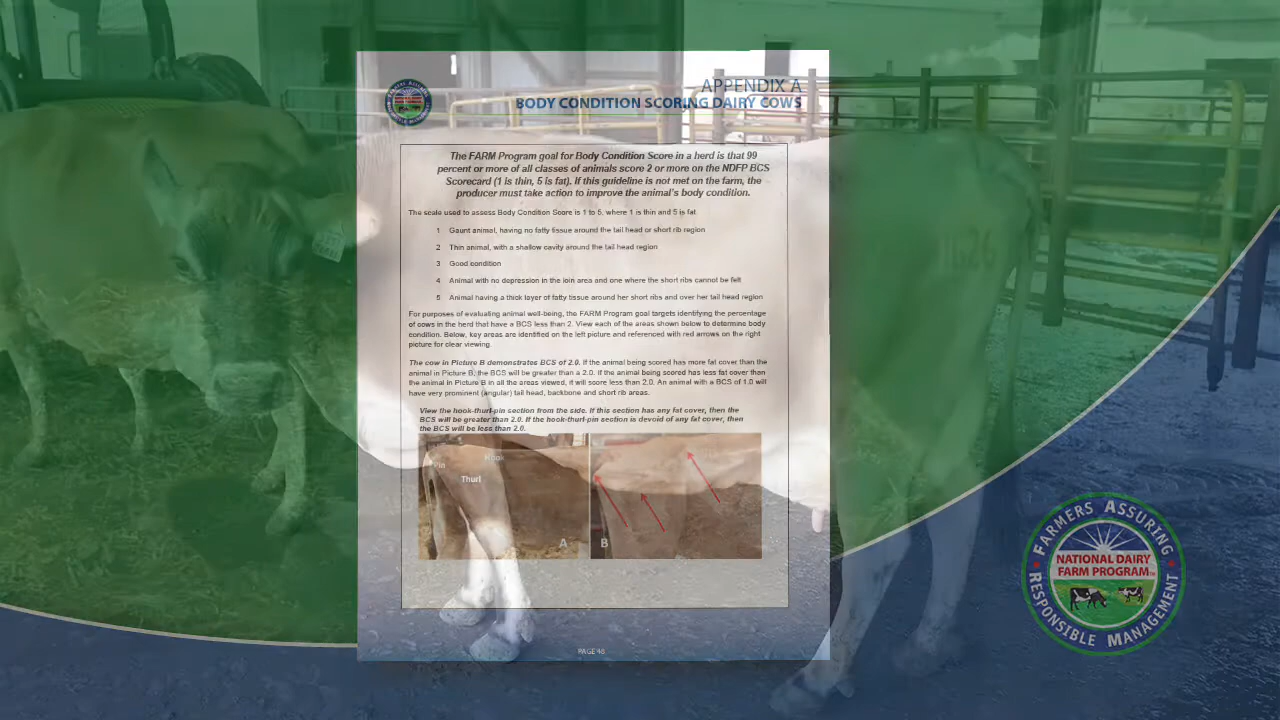 APPENDIX A
BODY CONDITION SCORING DAIRY COWS
The FARM Program goal for Body Condition Score in a herd is that 99
percent or more of all classes of animals score 2 or more on the NDFP BCS
Scorecard (1 is thin, 5 is fat). If this guideline is not met on the farm, the
producer must take action to improve the animal's body condition.
The scale used to assess Body Condition Score is 1 to 5, where 1 is thin and 5 is fat
1 Gaunt animal, having no fatty tissue around the tail head or short rib region
2 Thin animal, with a shallow cavity around the tail head region
3 Good condition
4 Animal with no depression in the loin area and one where the short ribs cannot be felt
5 Animal having a thick layer of fatty tissue around her short ribs and over her tail head region
For purposes of evaluating animal well-being, the FARM Program goal targets identifying the percentage
of cows in the herd that have a BCS less than 2. View each of the areas shown below to determine body
condition. Below, key areas are identified on the left picture and referenced with red arrows on the right
picture for clear viewing.
The cow in Picture B demonstrates BCS of 2.0. If the animal being scored has more fat cover than the
animal in Picture B, the BCS will be greater than a 2.0. If the animal being scored has less fat cover then
the animal in Picture B in all the areas viewed, it will score less than 2.0. An animal with a BCS of 1.0 will
have very prominent (angular) tail head, backbone and short rib areas.
View the hook-thurl-pin section from the side. If this section has any fat cover, then the
BCS will be greater than 2.0. If the hook-thurl-pin section is devoid of any fat cover, then
the BCS will be less than 2.0.
Hook
Pin
Thurl
A
B
PAGE 48
FARMERS ASSURING
NATIONAL DAIRY
FARM PROGRAM
RESPONSIBLE MANAGEMENT